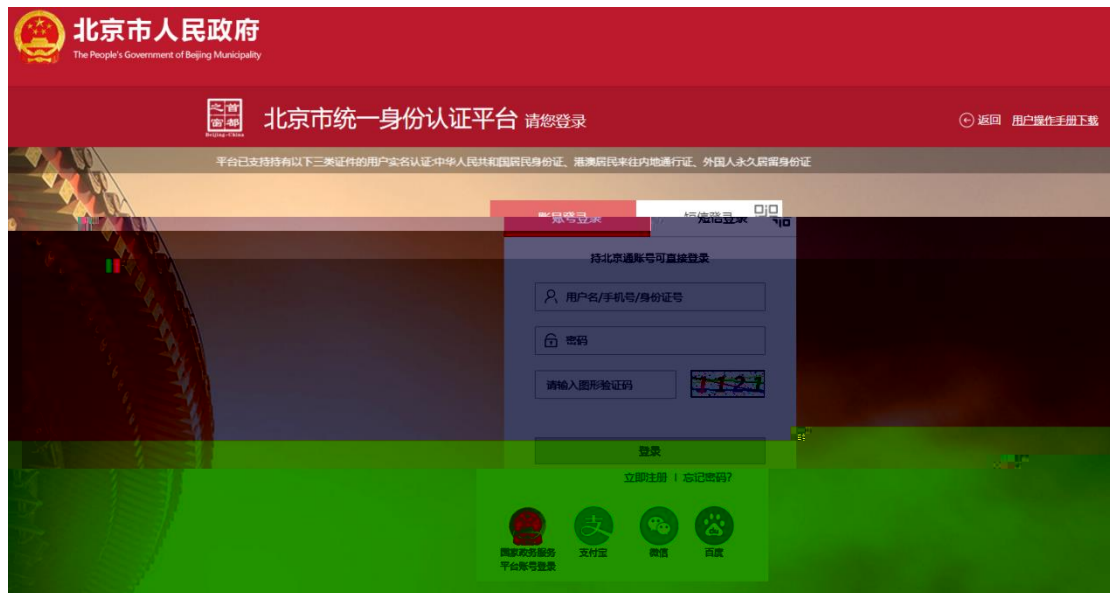 北京市人民政府
The People's Government of Beijing Municipality
之首
窗都
Beijing-China
北京市统一身份认证平台 请您登录
返回 用户操作手册下载
平台已支持持有以下三类证件的用户实名认证:中华人民共和国居民身份证、港澳居民来往内地通行证、外国人永久居留身份证
账号登录 短信登录
持北京通账号可直接登录
用户名/手机号/身份证号
密码
请输入图形验证码
登录
立即注册 | 忘记密码?
国家政务服务 支付宝 微信 百度
平台账号登录